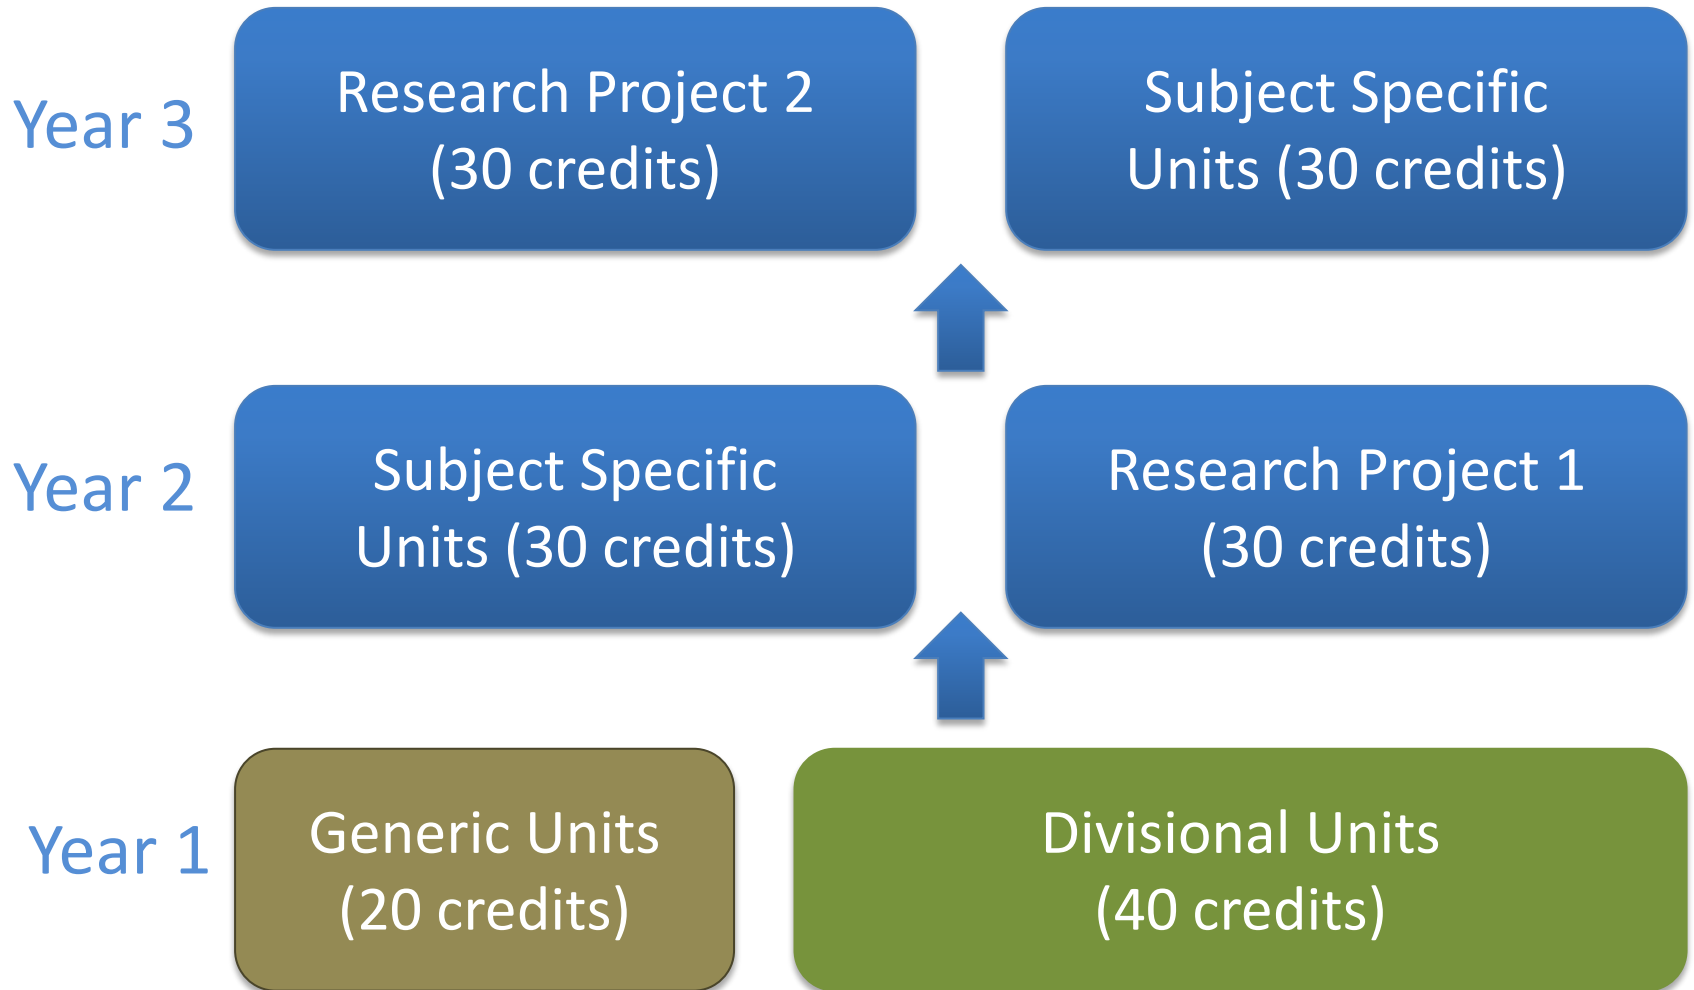 Year 3
Research Project 2
(30 credits)
Subject Specific
Units (30 credits)
Year 2
Subject Specific
Units (30 credits)
Research Project 1
(30 credits)
Year 1
Generic Units
(20 credits)
Divisional Units
(40 credits)